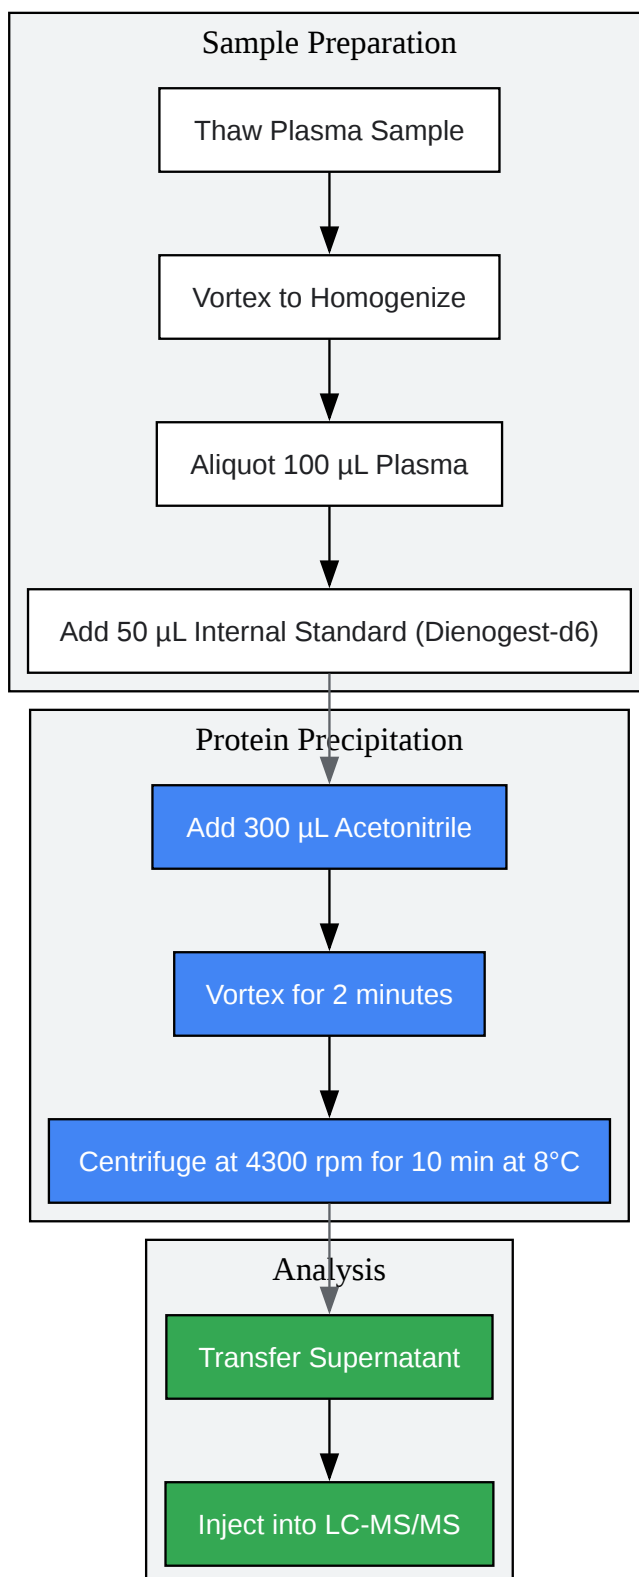 Sample Preparation
Thaw Plasma Sample
Vortex to Homogenize
Aliquot 100 µL Plasma
Add 50 µL Internal Standard (Dienogest-d6)
Protein Precipitation
Add 300 µL Acetonitrile
Vortex for 2 minutes
Centrifuge at 4300 rpm for 10 min at 8°C
Analysis
Transfer Supernatant
Inject into LC-MS/MS